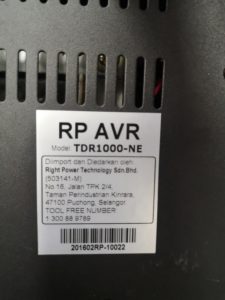 RP AVR
Model: TDR1000-NE
Diimport dan Diedarkan oleh:
Right Power Technology Sdn.Bhd.
(503141-M)
No.16, Jalan TPK 2/4,
Taman Perindustrian Kinrara,
47100 Puchong, Selangor
TOOL FREE NUMBER
1 300 88 9789
201602RP-10022